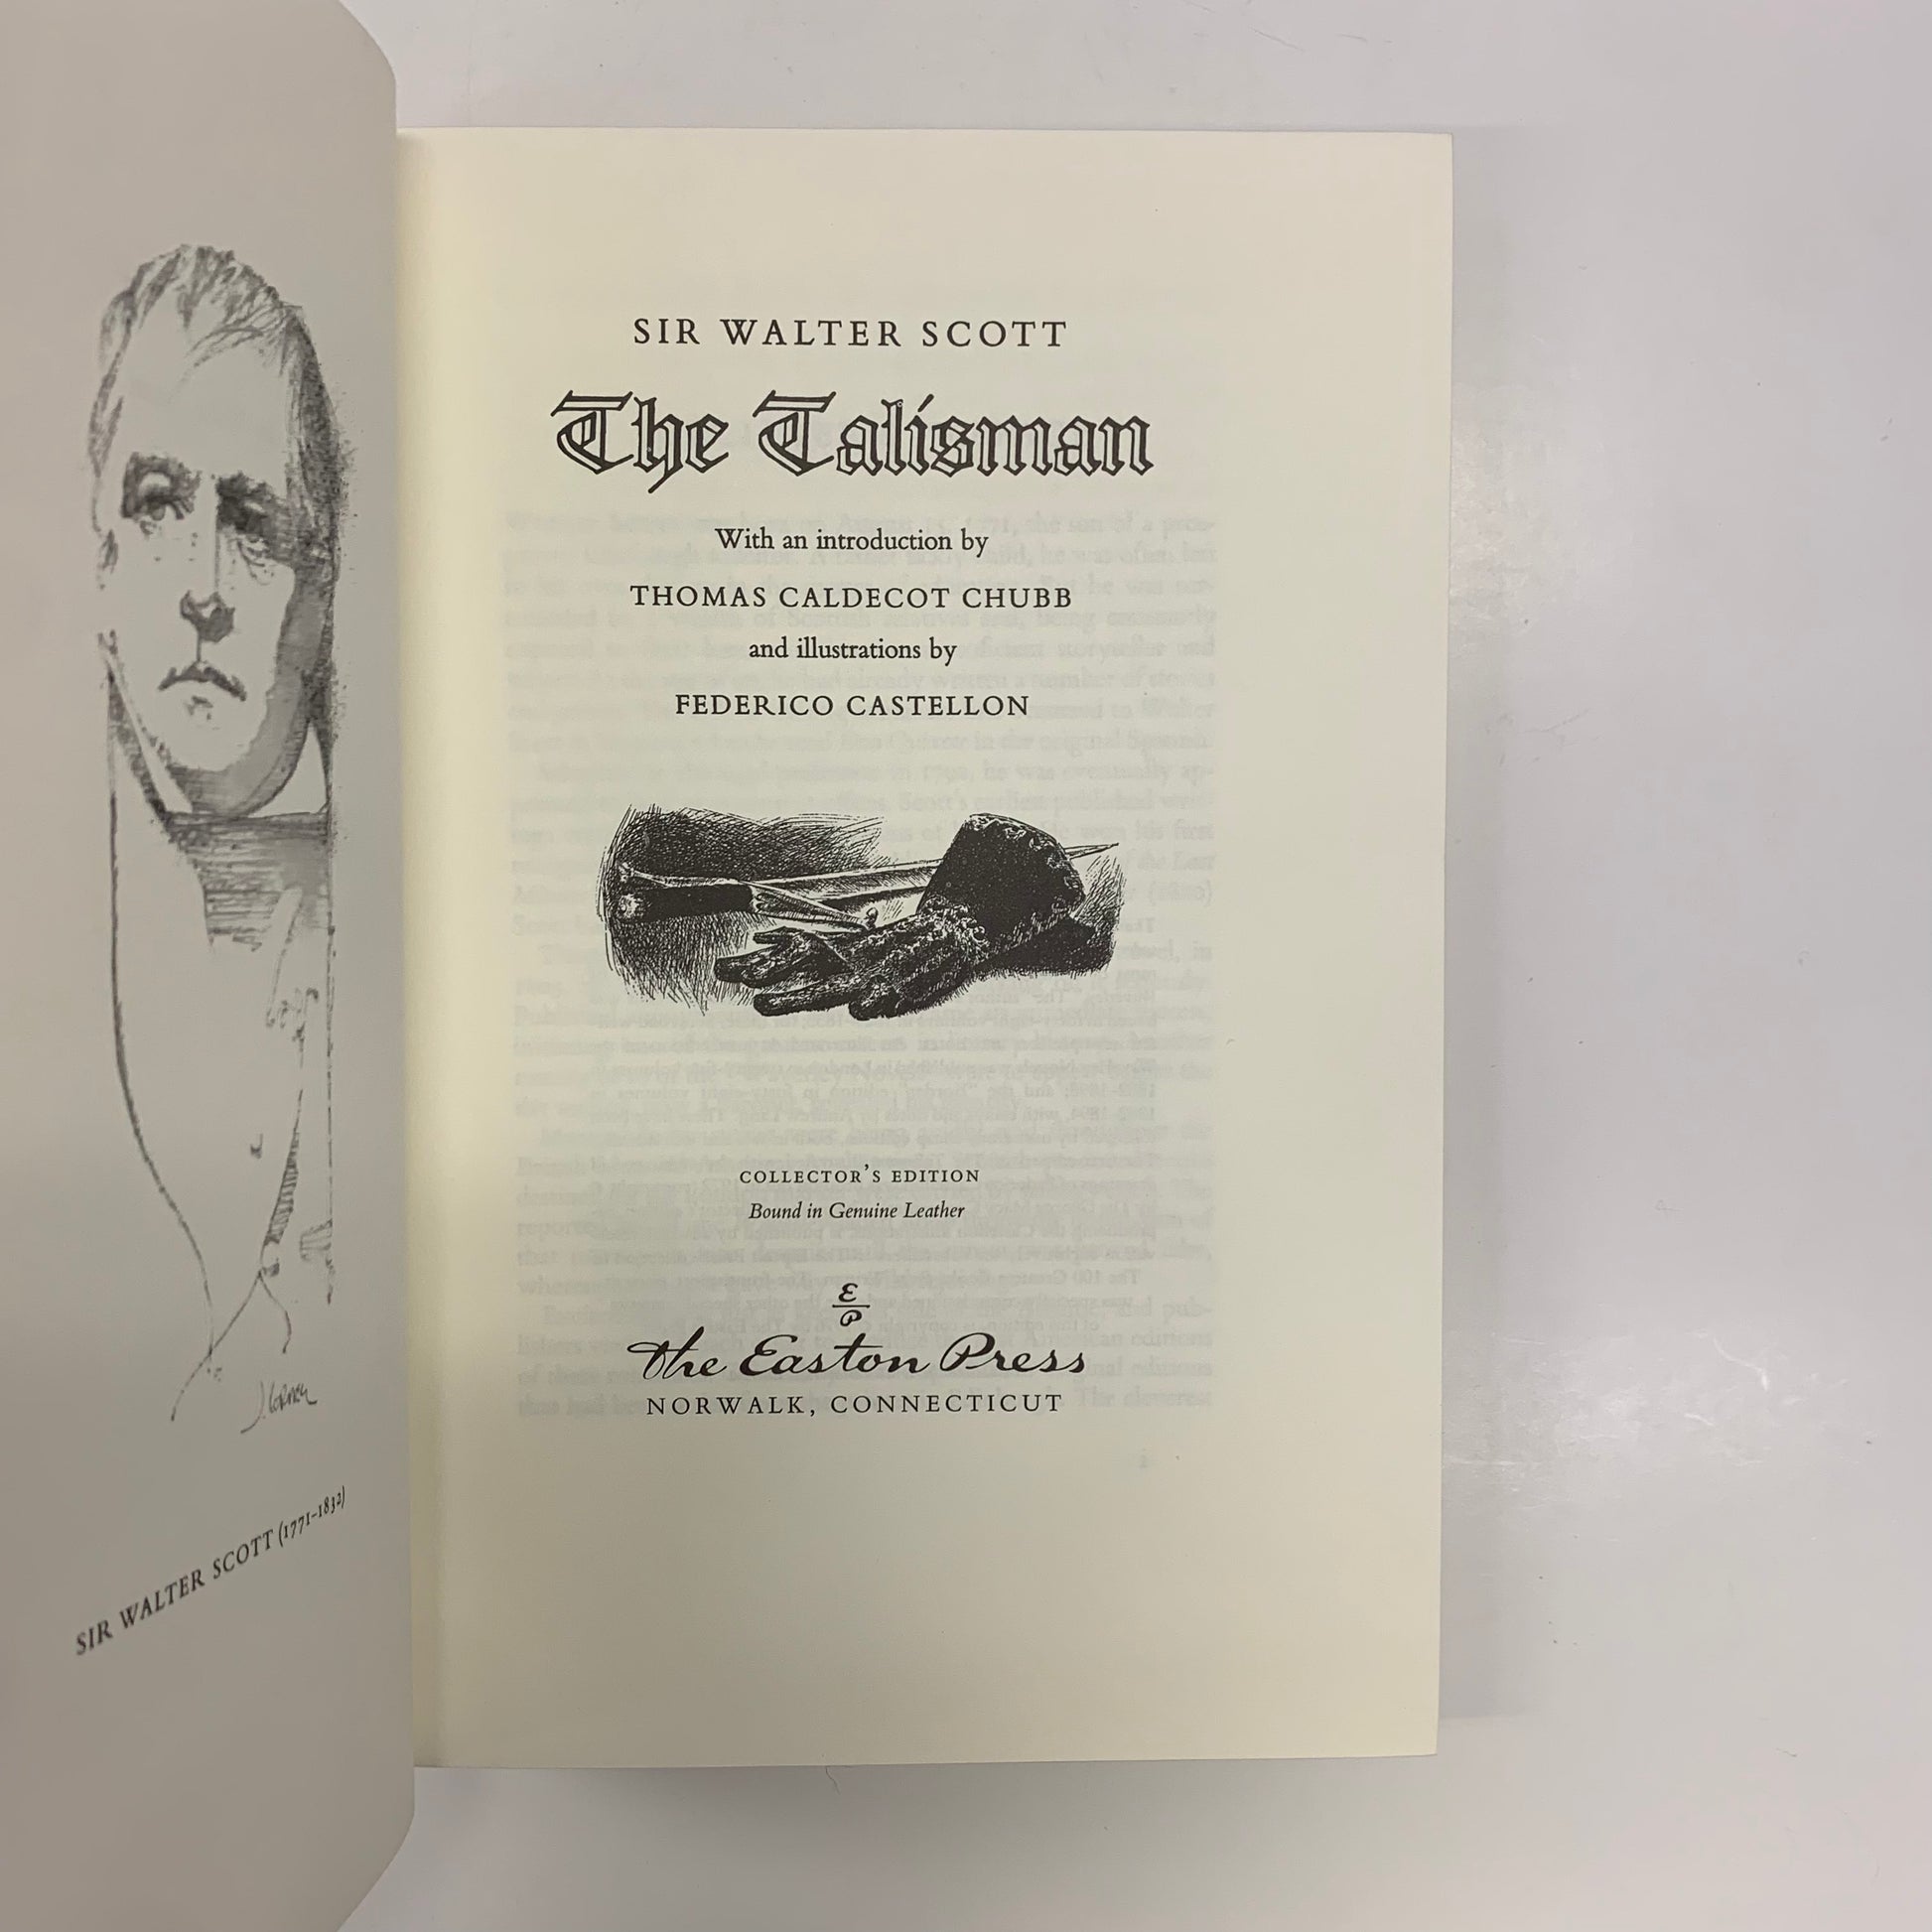 SIR WALTER SCOTT (1771-1832)
SIR WALTER SCOTT
The Talisman
With an introduction by
THOMAS CALDECOT CHUBB
and illustrations by
FEDERICO CASTELLON
COLLECTOR'S EDITION
Bound in Genuine Leather
EP
The Easton Press
NORWALK, CONNECTICUT